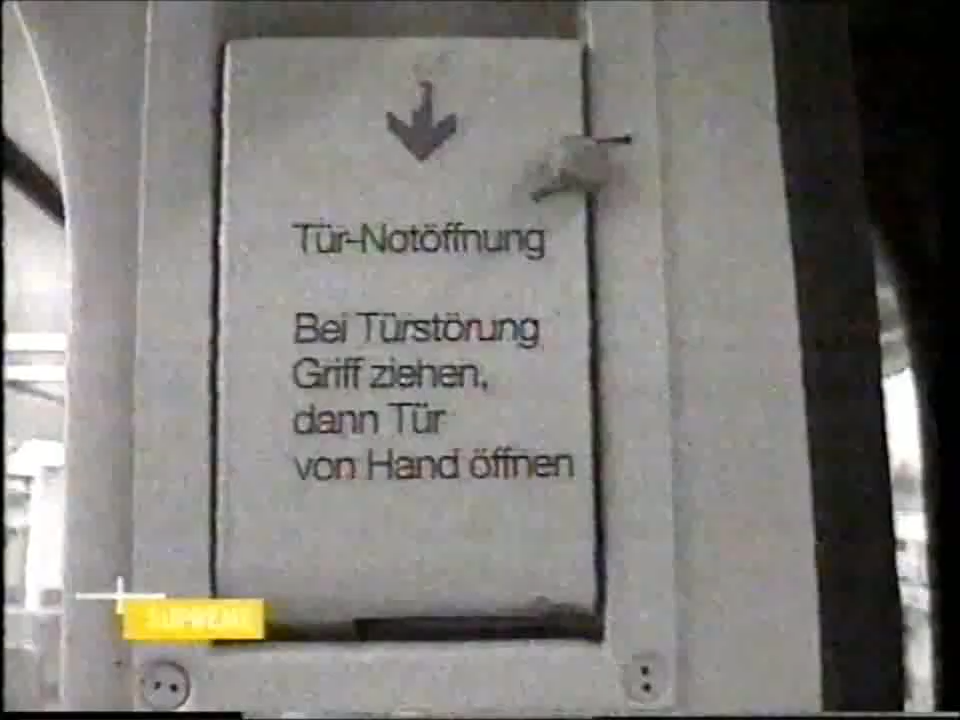 Tür-Notöffnung
Bei Türstörung
Griff ziehen,
dann Tür
von Hand öffnen